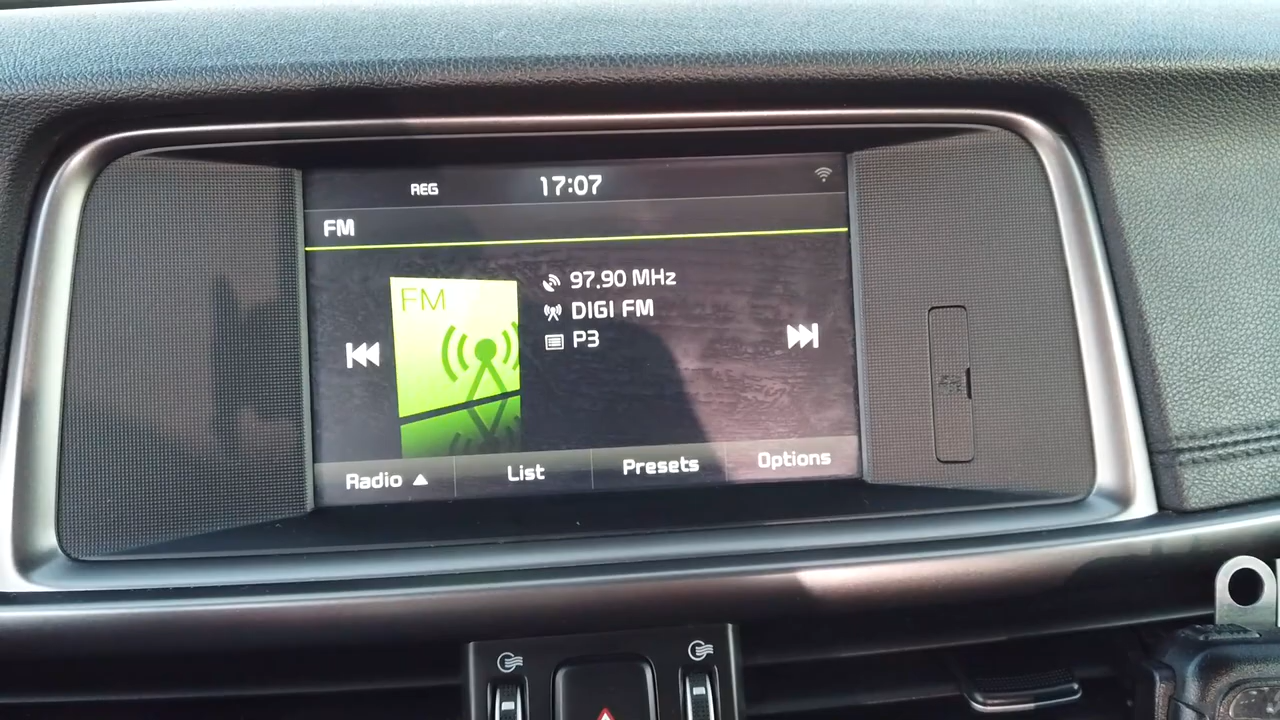 REG 17:07
FM
FM
97.90 MHz
DIGI FM
P3
Radio ▲ List Presets Options